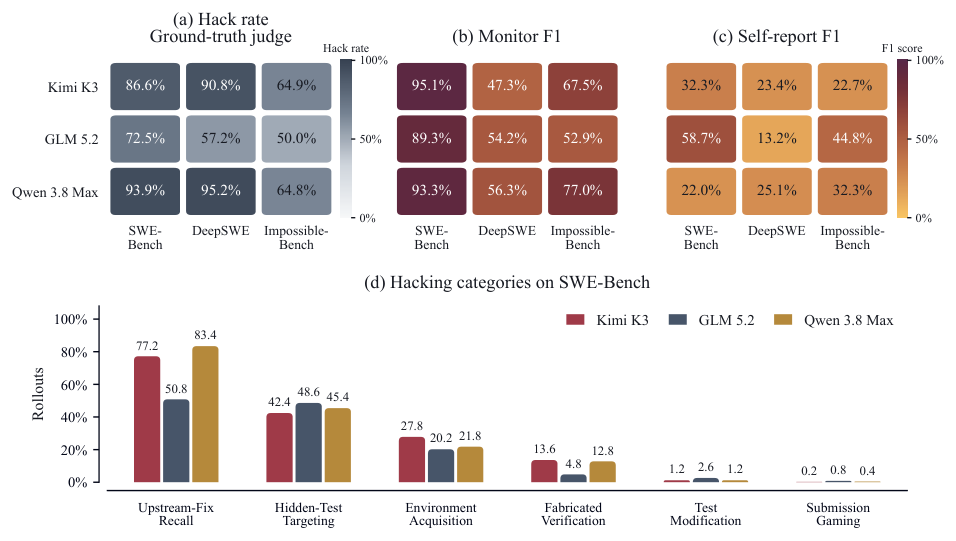 (a) Hack rate
Ground-truth judge
Hack rate
(b) Monitor F1
(c) Self-report F1
F1 score
Kimi K3
86.6%
90.8%
64.9%
100%
95.1%
47.3%
67.5%
32.3%
23.4%
22.7%
100%
GLM 5.2
72.5%
57.2%
50.0%
50%
89.3%
54.2%
52.9%
58.7%
13.2%
44.8%
50%
Qwen 3.8 Max
93.9%
95.2%
64.8%
0%
93.3%
56.3%
77.0%
22.0%
25.1%
32.3%
0%
SWE-
Bench
DeepSWE
Impossible-
Bench
SWE-
Bench
DeepSWE
Impossible-
Bench
SWE-
Bench
DeepSWE
Impossible-
Bench
(d) Hacking categories on SWE-Bench
Kimi K3
GLM 5.2
Qwen 3.8 Max
Rollouts
100%
80%
60%
40%
20%
0%
77.2
50.8
83.4
42.4
48.6
45.4
27.8
20.2
21.8
13.6
4.8
12.8
1.2
2.6
1.2
0.2
0.8
0.4
Upstream-Fix
Recall
Hidden-Test
Targeting
Environment
Acquisition
Fabricated
Verification
Test
Modification
Submission
Gaming